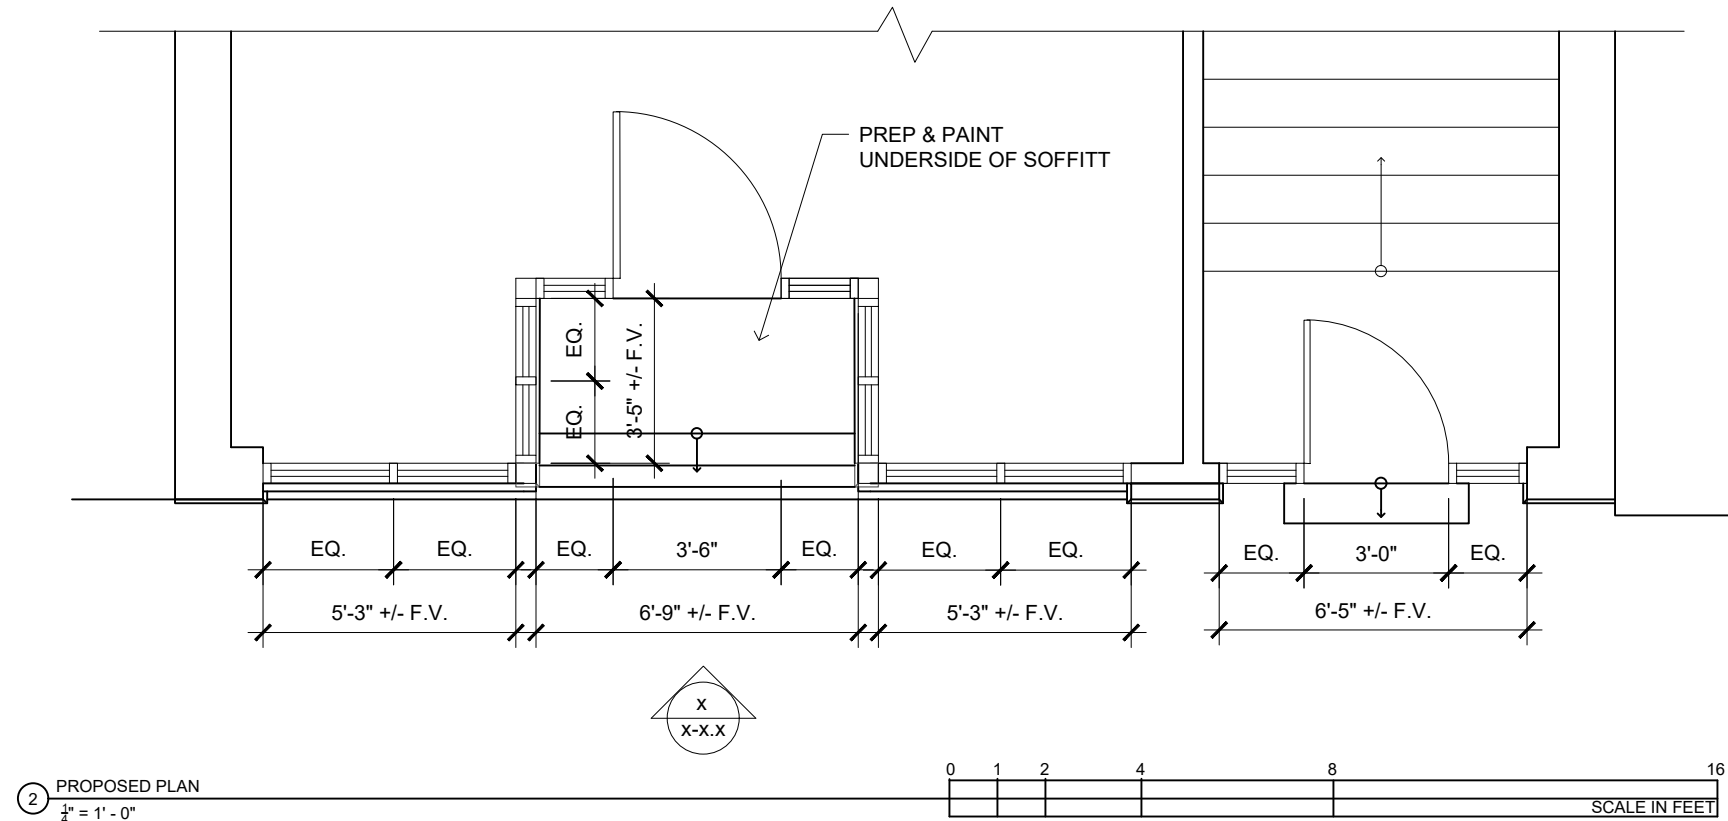 PREP & PAINT
UNDERSIDE OF SOFFITT
EQ.
EQ.
3'-5" +/- F.V.
EQ. EQ. EQ. 3'-6" EQ. EQ. EQ. EQ. 3'-0" EQ.
5'-3" +/- F.V. 6'-9" +/- F.V. 5'-3" +/- F.V. 6'-5" +/- F.V.
x
x-x.x
0 1 2 4 8 16
2 PROPOSED PLAN
1/4" = 1' - 0"
SCALE IN FEET